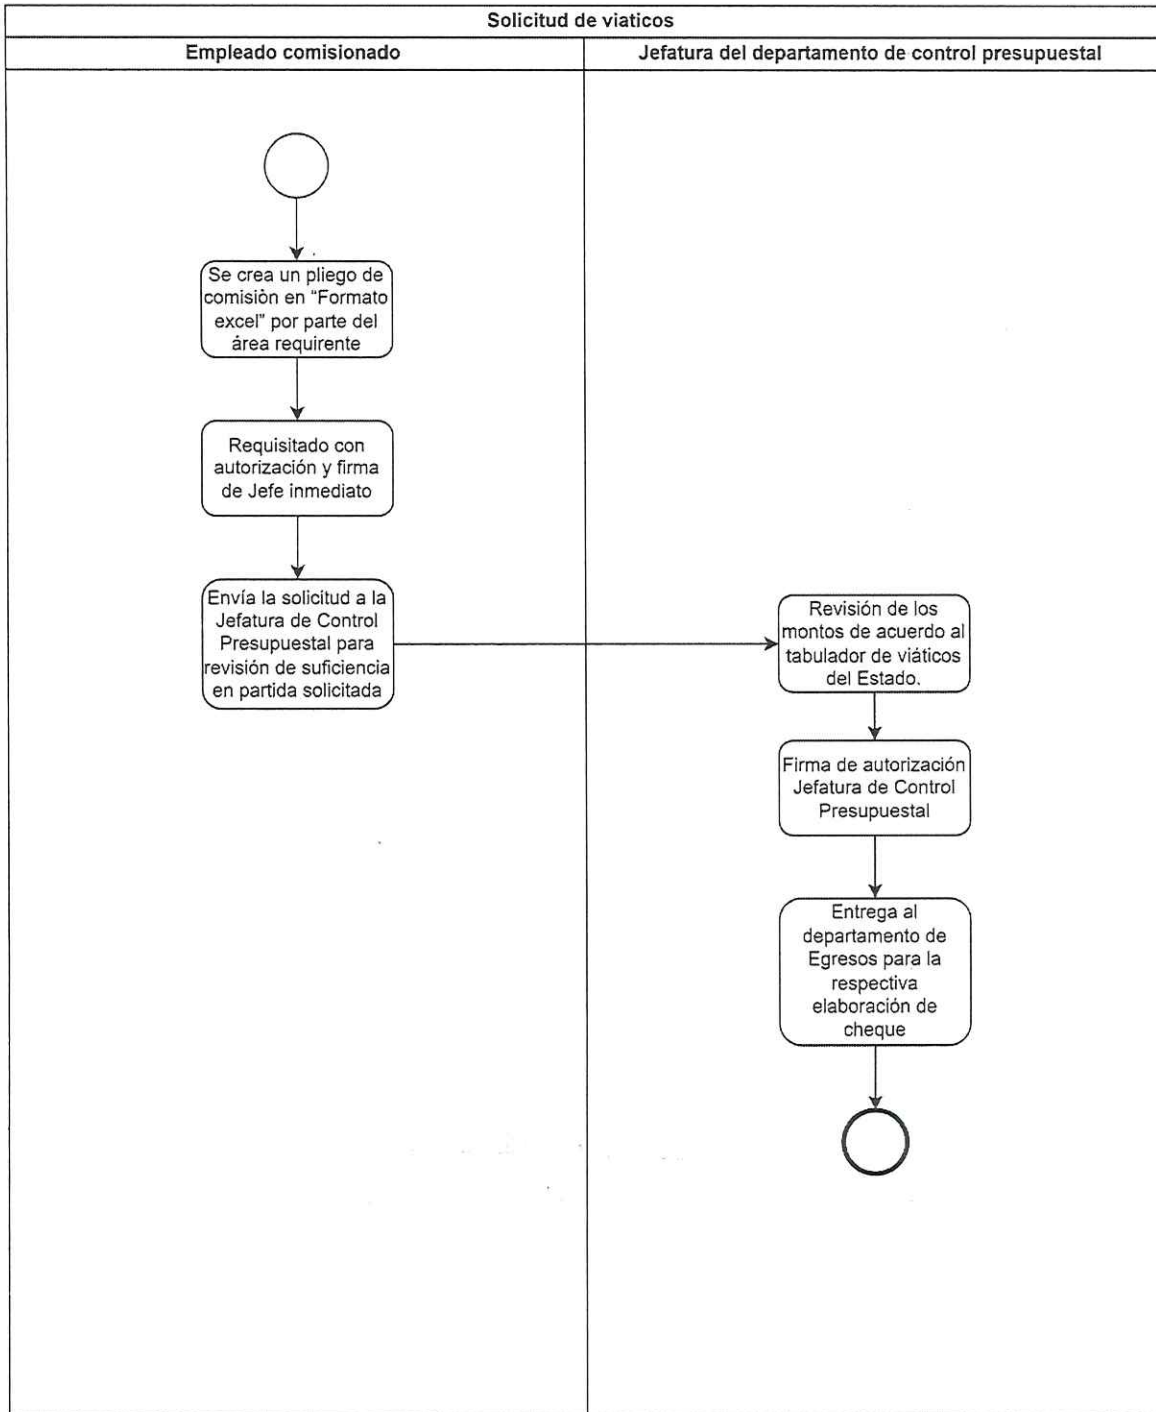 Solicitud de viaticos
Empleado comisionado
Jefatura del departamento de control presupuestal
Se crea un pliego de
comisiòn en "Formato
excel" por parte del
área requirente
Requisitado con
autorización y firma
de Jefe inmediato
Envía la solicitud a la
Jefatura de Control
Presupuestal para
revisión de suficiencia
en partida solicitada
Revisión de los
montos de acuerdo al
tabulador de viáticos
del Estado.
Firma de autorización
Jefatura de Control
Presupuestal
Entrega al
departamento de
Egresos para la
respectiva
elaboración de
cheque